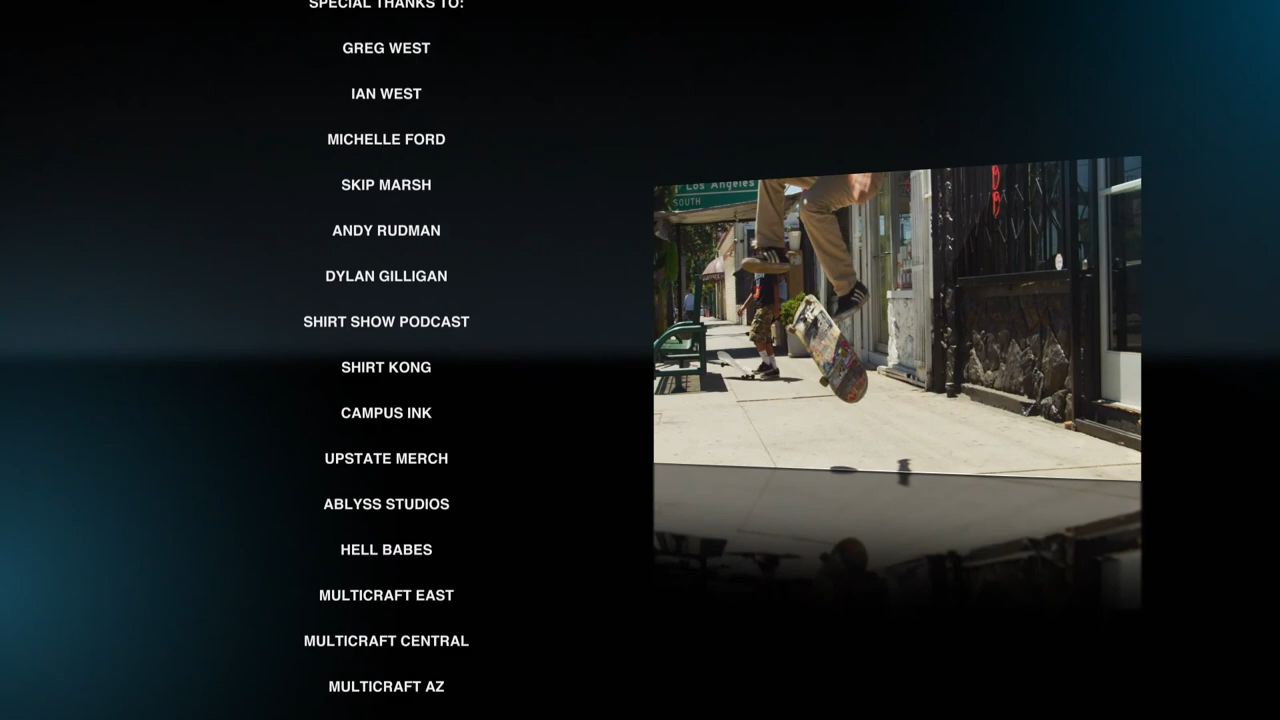 SPECIAL THANKS TO:
GREG WEST
IAN WEST
MICHELLE FORD
SKIP MARSH
ANDY RUDMAN
DYLAN GILLIGAN
SHIRT SHOW PODCAST
SHIRT KONG
CAMPUS INK
UPSTATE MERCH
ABLYSS STUDIOS
HELL BABES
MULTICRAFT EAST
MULTICRAFT CENTRAL
MULTICRAFT AZ
Los Angeles
SOUTH